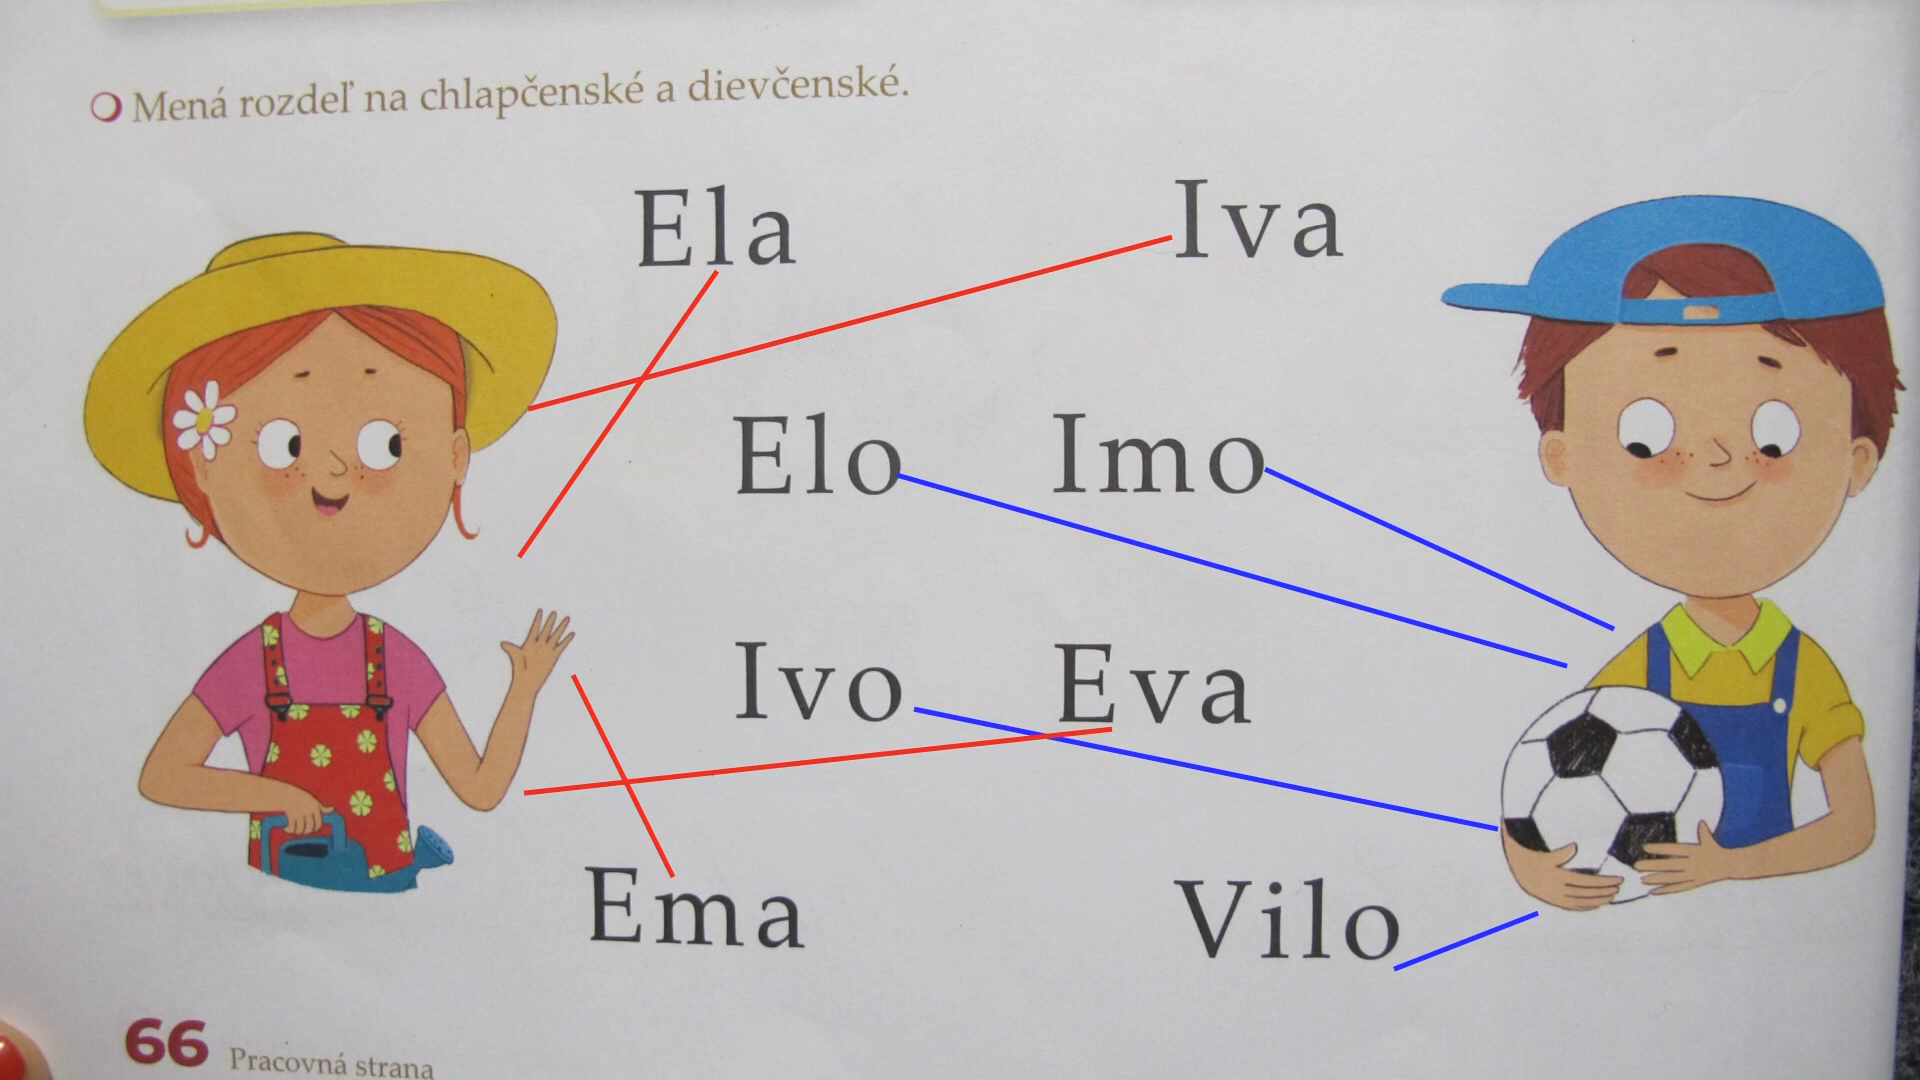 Mená rozdeľ na chlapčenské a dievčenské.
Ela Iva
Elo Imo
Ivo Eva
Ema Vilo
66 Pracovná strana